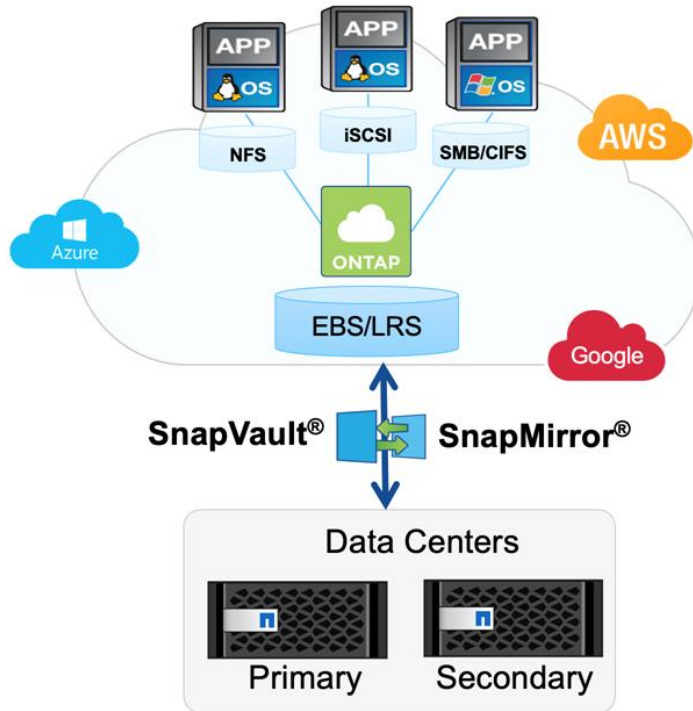 APP
OS
APP
OS
APP
OS
NFS
iSCSI
SMB/CIFS
AWS
Azure
ONTAP
EBS/LRS
Google
SnapVault®
SnapMirror®
Data Centers
Primary
Secondary